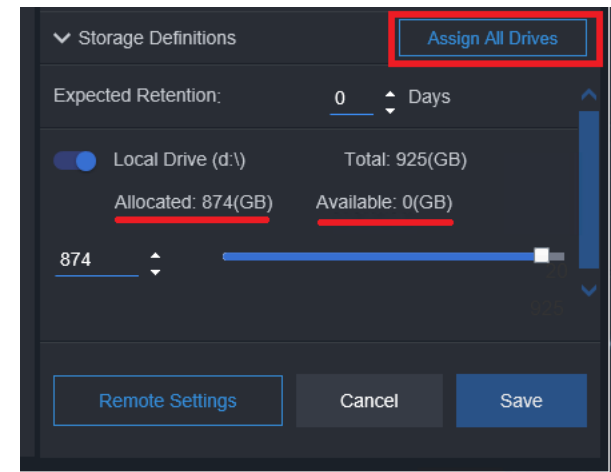 Storage Definitions Assign All Drives
Expected Retention: 0 Days
Local Drive (d:\) Total: 925(GB)
Allocated: 874(GB) Available: 0(GB)
874
Remote Settings Cancel Save